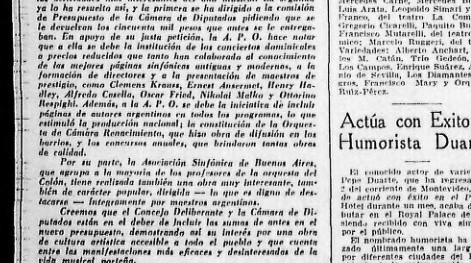 ya lo ha resuelto así, y la primera se ha dirigido a la comisión
de Presupuesto de la Cámara de Diputados pidiendo que se
le devuelvan los cincuenta mil pesos que antes se le entrega-
ban. En apoyo de su justa petición, la A. P. O. hace notar
que a ella se debe la institución de los conciertos dominicales
a precios reducidos que tanto han colaborado al conocimiento
de las mejores páginas sinfónicas antiguas y modernas, a la
formación de directores y a la presentación de maestros de
prestigio, como Clemens Krauss, Ernest Ansermet, Henry Ha-
dley, Alfredo Casella, Oscar Fried, Nikolai Malko y Ottorino
Respighi. Además, a la A. P. O. se debe la iniciativa de incluir
páginas de autores argentinos en todos los programas, lo que
estimuló la producción nacional; la constitución de la Orques-
ta de Cámara Renacimiento, que hizo obra de difusión en los
barrios, y los concursos anuales, que brindaron tantas obras
de calidad.
Por su parte, la Asociación Sinfónica de Buenos Aires,
que agrupa a la mayoría de los profesores de la orquesta del
Colón, tiene realizada también una obra muy interesante, tam-
bién de carácter popular, dirigida — lo que es digno de des-
tacarse — íntegramente por maestros argentinos.
Creemos que el Concejo Deliberante y la Cámara de Di-
putados están en el deber de incluir las sumas de antes en el
nuevo presupuesto, demostrando así su interés por una obra
de cultura artística accesible a todo el pueblo y que cuenta
entre las manifestaciones más eficaces y desinteresadas de la
vida musical porteña.
Luis Arata, Leopoldo Simari y
Franco, del teatro La Com
Gregorio Cicarelli, Paquito Bu
Francisco Mutarelli, del teatro
mico; Marcelo Ruggeri, del
Variedades; Alberto Anchart,
los M. Catán, Trío Gedeón,
Los Campos, Enrique Suárez,
nio de Sevilla, Los Diamantes
gros, Francisco Mary y Orq
Ruiz-Pérez.
Actúa con Exito
Humorista Duar
El conocido actor de varie
Pepe Duarte, que ha regresa
2 del corriente de Montevideo,
de actuó con éxito en el P
Hotel durante un mes, acaba d
butar en el Royal Palace de
niendo, recibido con viva sim
por el público.
El nombrado humorista ha
zado últimamente una larg
por diferentes ciudades del